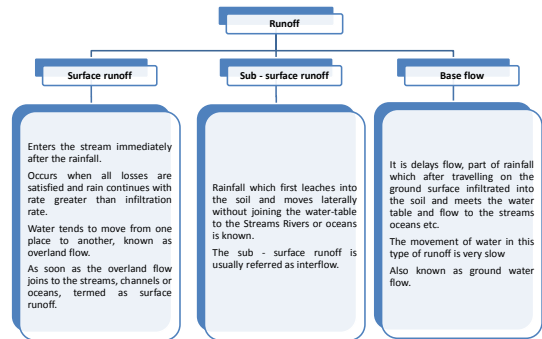 Runoff
Surface runoff
Enters the stream immediately
after the rainfall.
Occurs when all losses are
satisfied and rain continues with
rate greater than infiltration
rate.
Water tends to move from one
place to another, known as
overland flow.
As soon as the overland flow
joins to the streams, channels or
oceans, termed as surface
runoff.
Sub - surface runoff
Rainfall which first leaches into
the soil and moves laterally
without joining the water-table
to the Streams Rivers or oceans
is known.
The sub - surface runoff is
usually referred as interflow.
Base flow
It is delays flow, part of rainfall
which after travelling on the
ground surface infiltrated into
the soil and meets the water
table and flow to the streams
oceans etc.
The movement of water in this
type of runoff is very slow
Also known as ground water
flow.